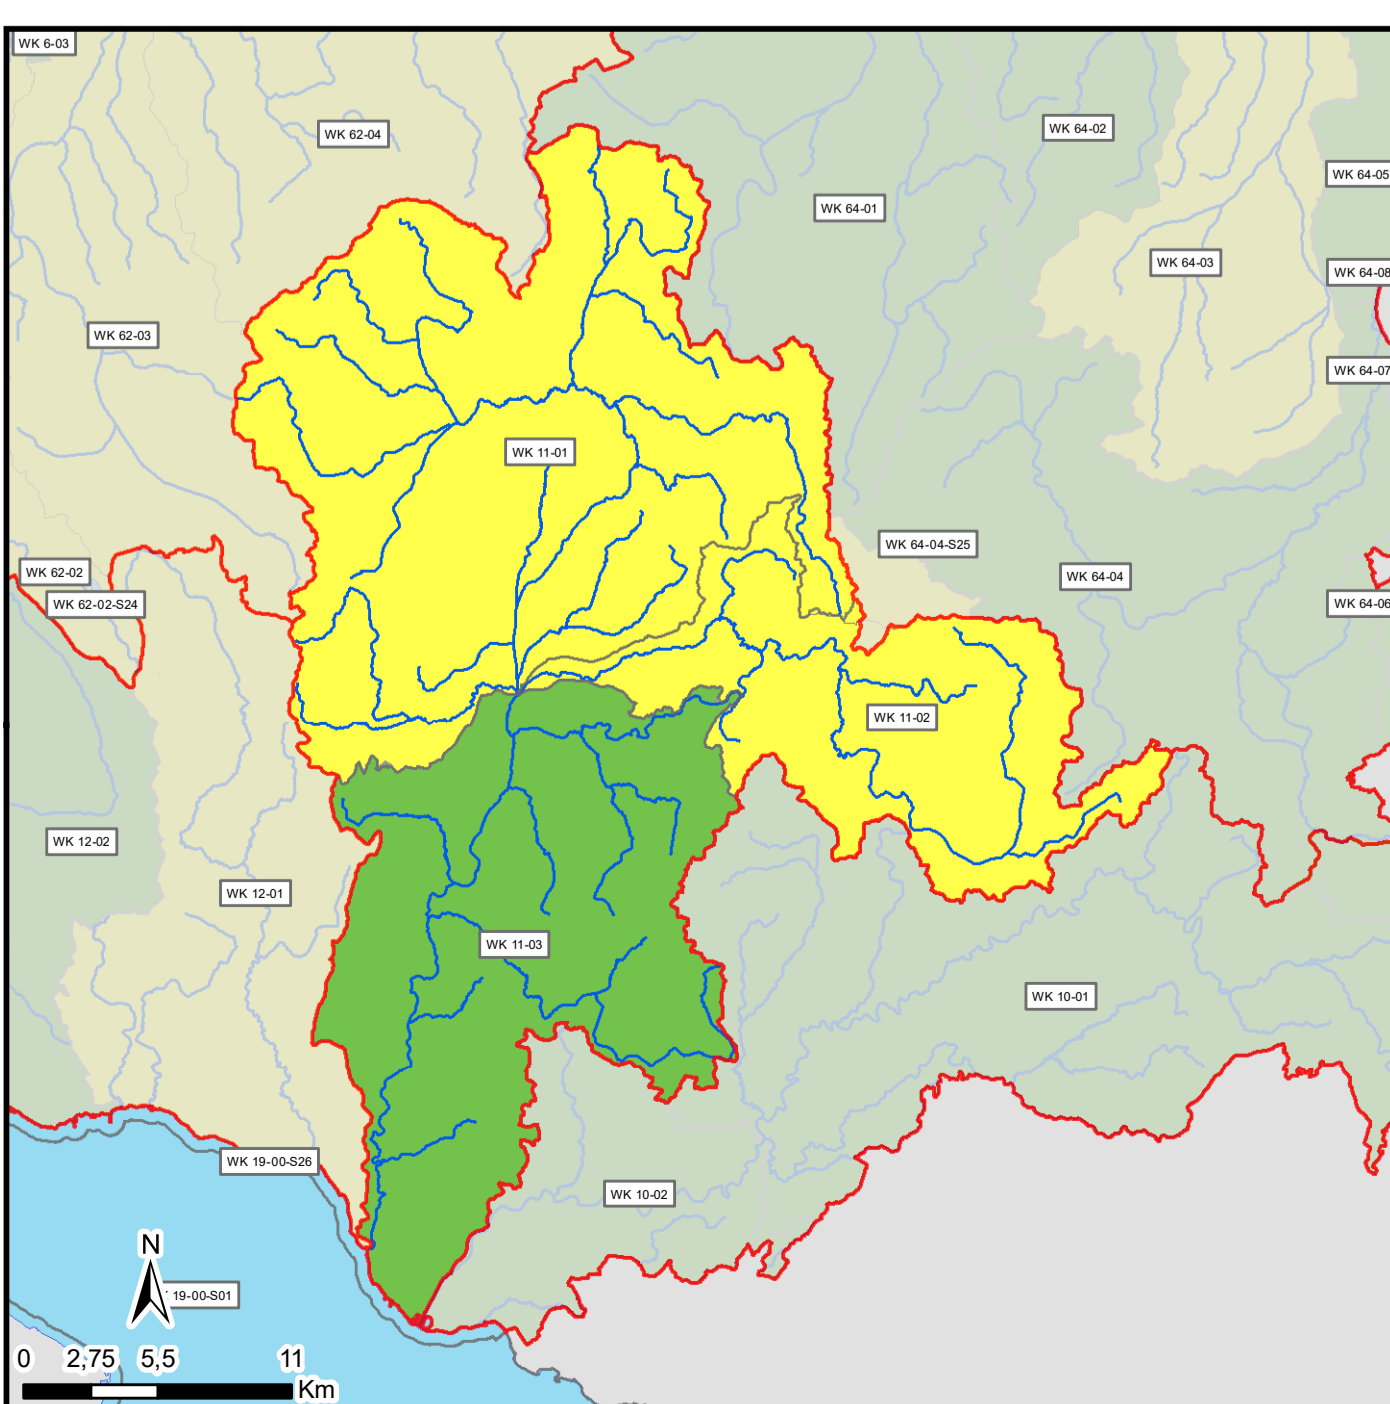 WK 6-03
WK 62-04
WK 64-02
WK 64-05
WK 64-01
WK 64-03
WK 64-08
WK 62-03
WK 64-07
WK 11-01
WK 64-04-S25
WK 62-02
WK 64-04
WK 62-02-S24
WK 64-06
WK 11-02
WK 12-02
WK 12-01
WK 11-03
WK 10-01
WK 19-00-S26
WK 10-02
N
19-00-S01
0 2,75 5,5 11
Km